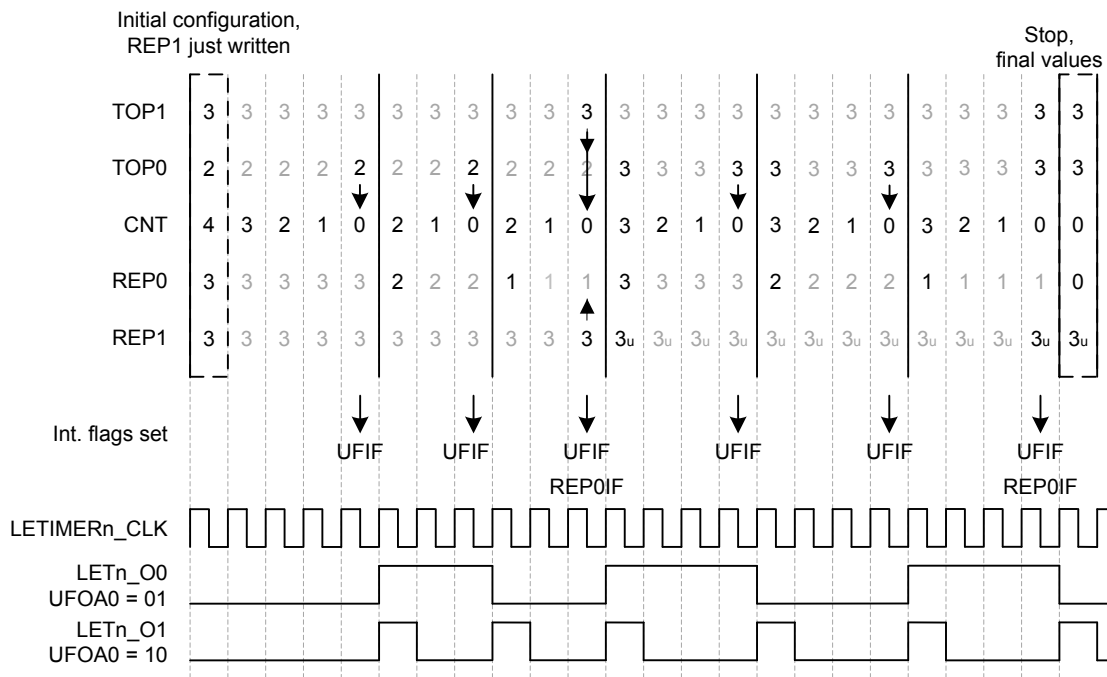 Initial configuration,
REP1 just written
Stop,
final values
TOP1 3 3 3 3 3 3 3 3 3 3 3 3 3 3 3 3 3 3 3 3 3 3 3 3
TOP0 2 2 2 2 2 2 2 2 2 2 2 3 3 3 3 3 3 3 3 3 3 3 3 3
CNT 4 3 2 1 0 2 1 0 2 1 0 3 2 1 0 3 2 1 0 3 2 1 0 0
REP0 3 3 3 3 3 2 2 2 1 1 1 3 3 3 3 2 2 2 2 1 1 1 1 0
REP1 3 3 3 3 3 3 3 3 3 3 3 3u 3u 3u 3u 3u 3u 3u 3u 3u 3u 3u 3u 3u
Int. flags set
UFIF UFIF UFIF UFIF UFIF UFIF
REP0IF REP0IF
LETIMERn_CLK
LETn_O0
UFOA0 = 01
LETn_O1
UFOA0 = 10